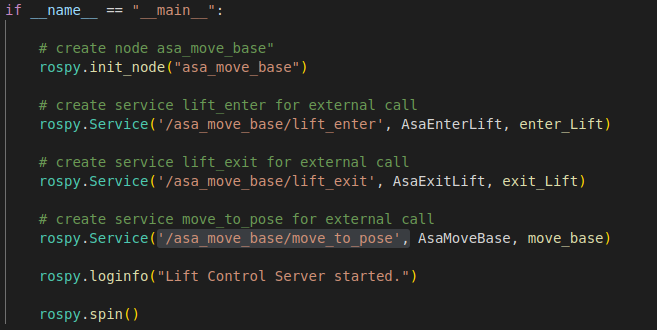 if __name__ == "__main__":
# create node asa_move_base"
rospy.init_node("asa_move_base")
# create service lift_enter for external call
rospy.Service('/asa_move_base/lift_enter', AsaEnterLift, enter_Lift)
# create service lift_exit for external call
rospy.Service('/asa_move_base/lift_exit', AsaExitLift, exit_Lift)
# create service move_to_pose for external call
rospy.Service('/asa_move_base/move_to_pose', AsaMoveBase, move_base)
rospy.loginfo("Lift Control Server started.")
rospy.spin()